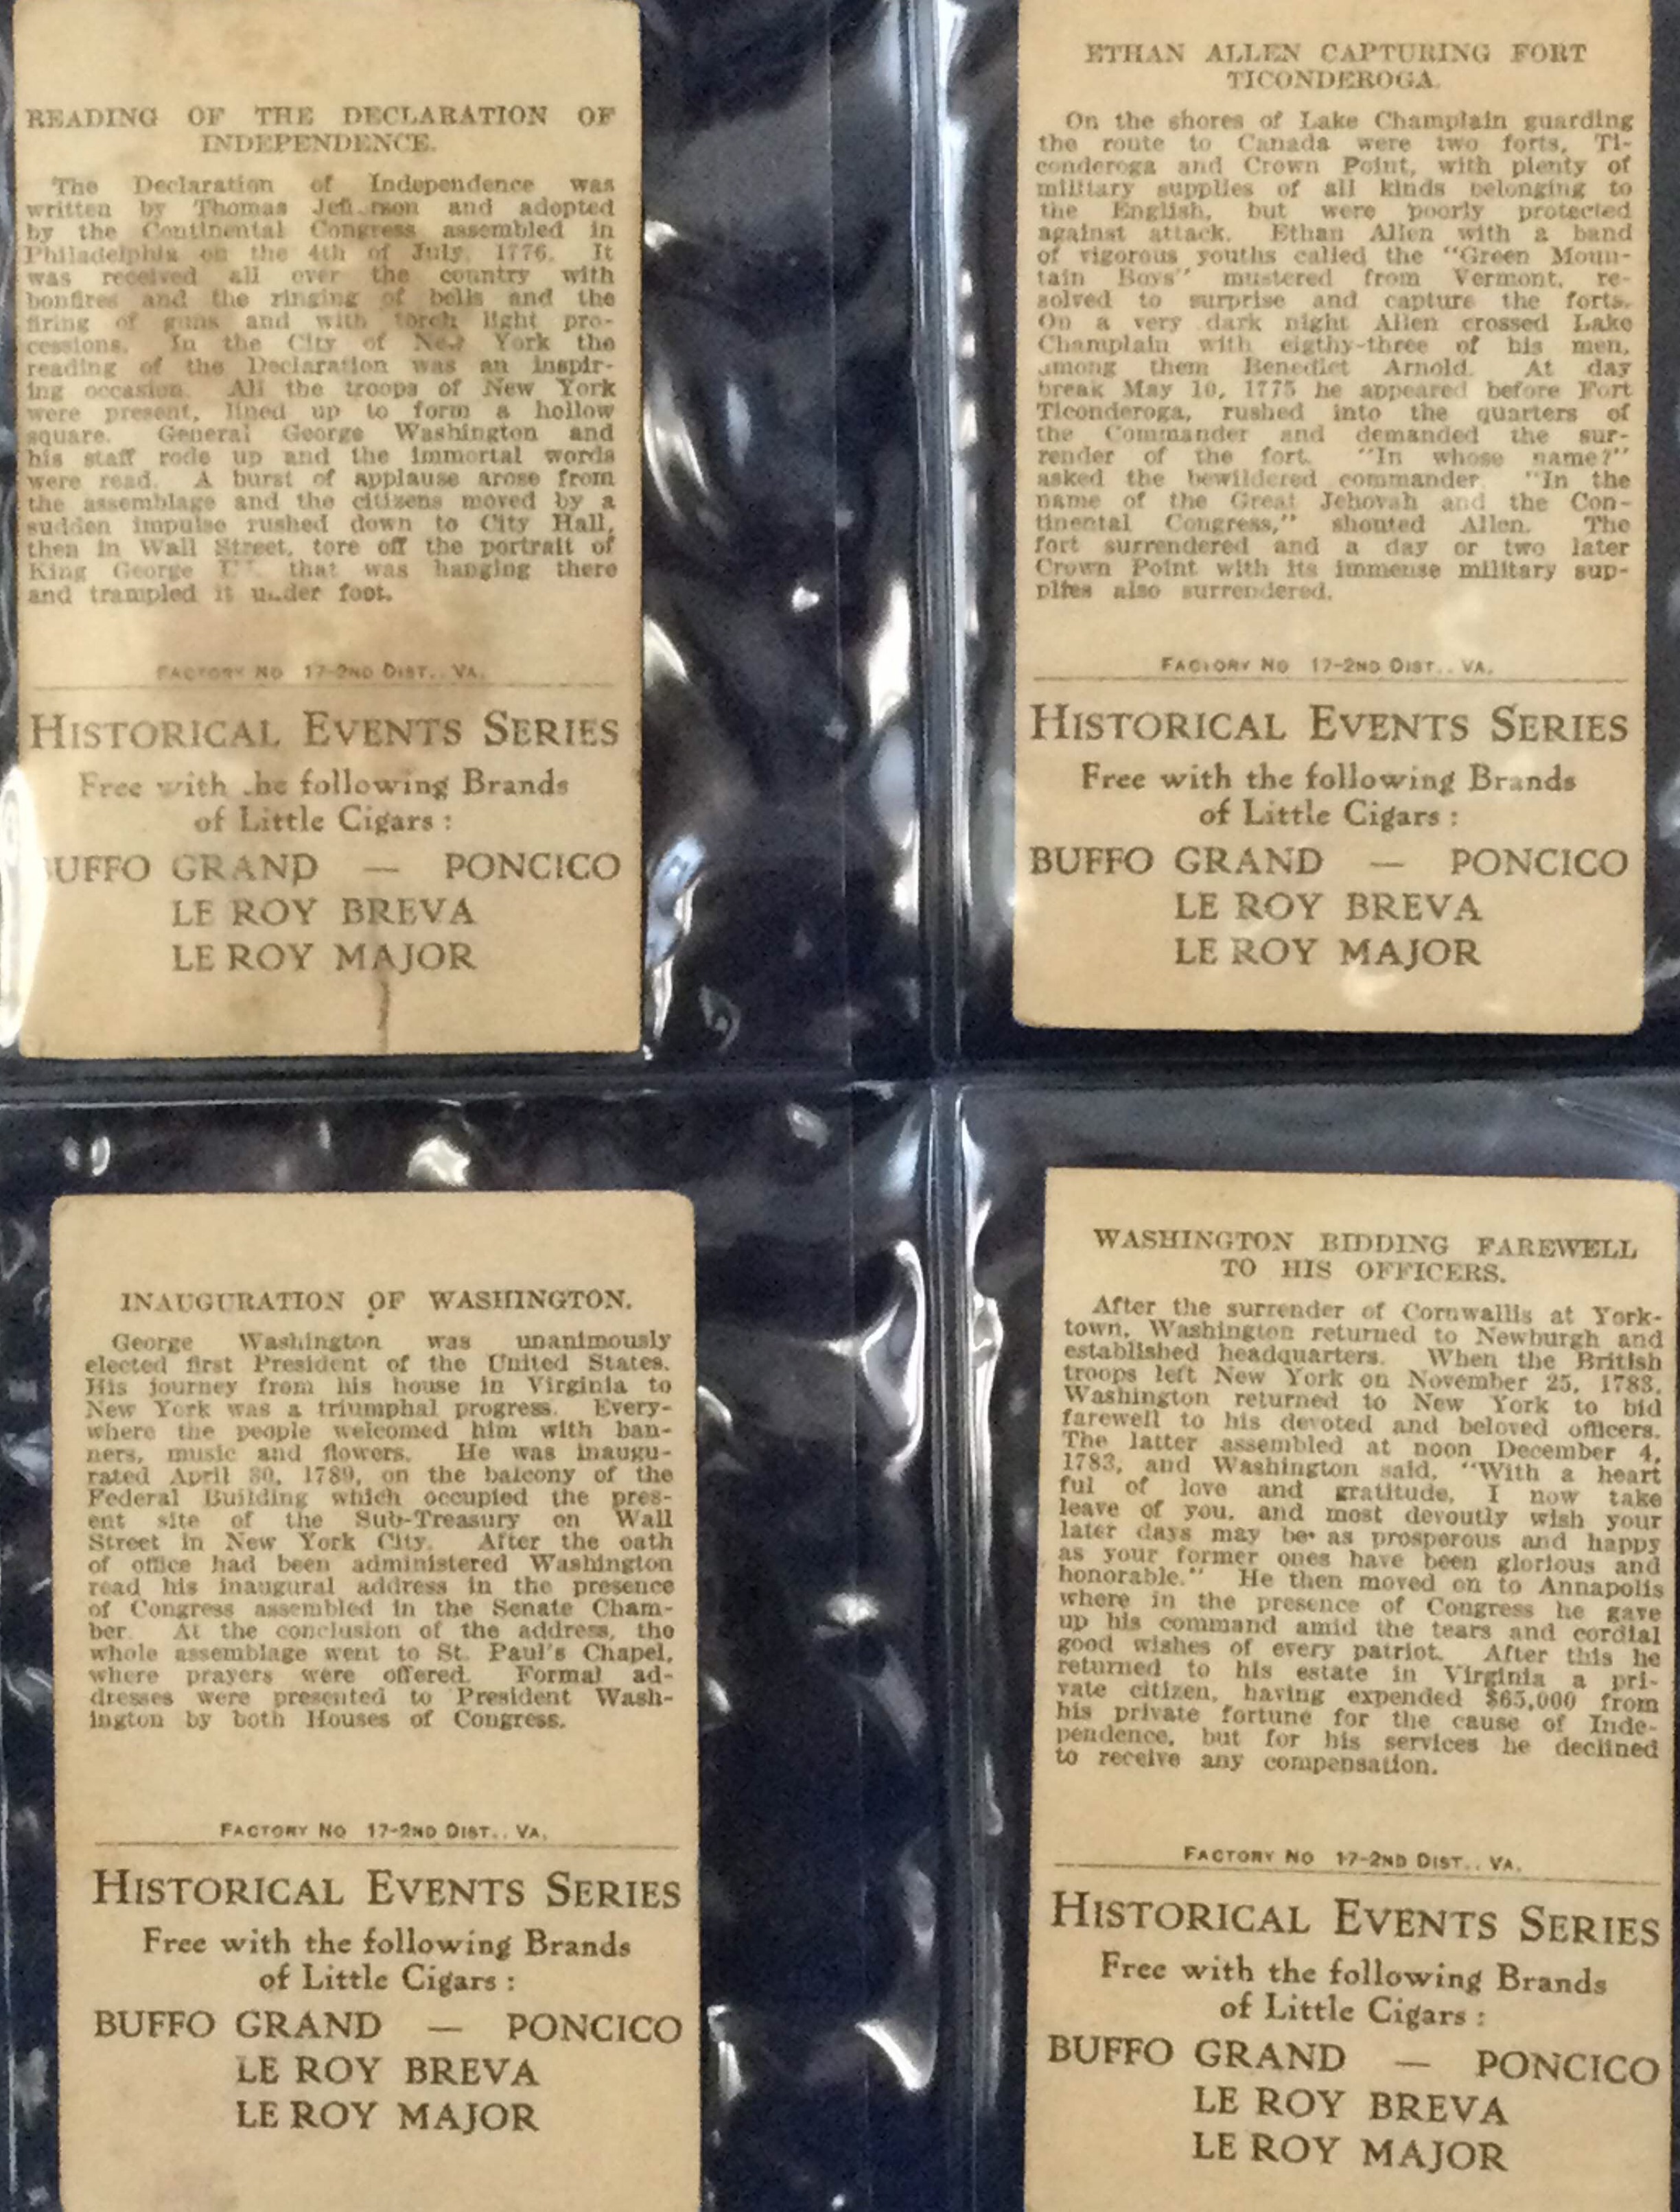 READING OF THE DECLARATION OF
INDEPENDENCE.
The Declaration of Independence was
written by Thomas and adopted
by the Continental Congress assembled in
Philadelphia on the 4th of July, 1776. It
was received all over the country with
bonfires and the ringing of bells and the
firing of guns and with torch light pro-
cessions. In the City of New York the
reading of the Declaration was an inspir-
ing occasion. All the troops of New York
were present, lined up to form a hollow
square. General George Washington and
his staff rode up and the immortal words
were read. A burst of applause arose from
the assemblage and the citizens moved by a
sudden impulse rushed down to City Hall,
then in Wall Street, tore off the portrait of
King George that was hanging there
and trampled it under foot.
FACTORY NO 17-2ND DIST., VA.
HISTORICAL EVENTS SERIES
Free with he following Brands
of Little Cigars:
UFFO GRAND — PONCICO
LE ROY BREVA
LE ROY MAJOR
ETHAN ALLEN CAPTURING FORT
TICONDEROGA.
On the shores of Lake Champlain guarding
the route to Canada were two forts, Ti-
conderoga and Crown Point, with plenty of
military supplies of all kinds belonging to
the English, but were poorly protected
against attack. Ethan Allen with a band
of vigorous youths called the "Green Moun-
tain Boys" mustered from Vermont, re-
solved to surprise and capture the forts.
On a very dark night Allen crossed Lake
Champlain with eigthy-three of his men,
among them Benedict Arnold. At day
break May 10, 1775 he appeared before Fort
Ticonderoga, rushed into the quarters of
the Commander and demanded the sur-
render of the fort. "In whose name?"
asked the bewildered commander. "In the
name of the Great Jehovah and the Con-
tinental Congress," shouted Allen. The
fort surrendered and a day or two later
Crown Point with its immense military sup-
plies also surrendered.
FACTORY NO 17-2ND DIST., VA.
HISTORICAL EVENTS SERIES
Free with the following Brands
of Little Cigars:
BUFFO GRAND — PONCICO
LE ROY BREVA
LE ROY MAJOR
INAUGURATION OF WASHINGTON.
George Washington was unanimously
elected first President of the United States.
His journey from his house in Virginia to
New York was a triumphal progress. Every-
where the people welcomed him with ban-
ners, music and flowers. He was inaugu-
rated April 30, 1789, on the balcony of the
Federal Building which occupied the pres-
ent site of the Sub-Treasury on Wall
Street in New York City. After the oath
of office had been administered Washington
read his inaugural address in the presence
of Congress assembled in the Senate Cham-
ber. At the conclusion of the address, the
whole assemblage went to St. Paul's Chapel,
where prayers were offered. Formal ad-
dresses were presented to President Wash-
ington by both Houses of Congress.
FACTORY NO 17-2ND DIST., VA.
HISTORICAL EVENTS SERIES
Free with the following Brands
of Little Cigars:
BUFFO GRAND — PONCICO
LE ROY BREVA
LE ROY MAJOR
WASHINGTON BIDDING FAREWELL
TO HIS OFFICERS.
After the surrender of Cornwallis at York-
town, Washington returned to Newburgh and
established headquarters. When the British
troops left New York on November 25, 1783,
Washington returned to New York to bid
farewell to his devoted and beloved officers.
The latter assembled at noon December 4,
1783, and Washington said, "With a heart
ful of love and gratitude, I now take
leave of you, and most devoutly wish your
later days may be as prosperous and happy
as your former ones have been glorious and
honorable." He then moved on to Annapolis
where in the presence of Congress he gave
up his command amid the tears and cordial
good wishes of every patriot. After this he
returned to his estate in Virginia a pri-
vate citizen, having expended $65,000 from
his private fortune for the cause of Inde-
pendence, but for his services he declined
to receive any compensation.
FACTORY NO 17-2ND DIST., VA.
HISTORICAL EVENTS SERIES
Free with the following Brands
of Little Cigars:
BUFFO GRAND — PONCICO
LE ROY BREVA
LE ROY MAJOR